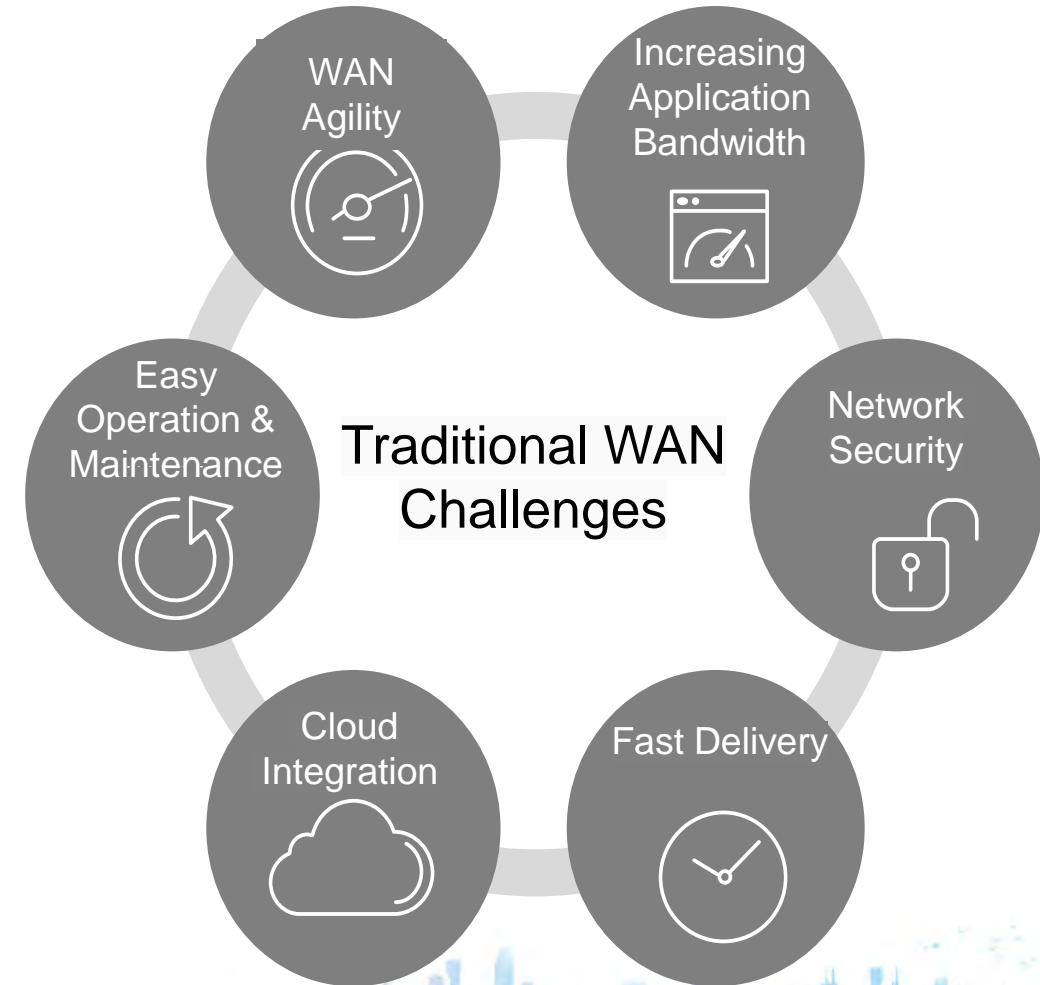 WAN
Agility
Increasing
Application
Bandwidth
Easy
Operation &
Maintenance
Traditional WAN
Challenges
Network
Security
Cloud
Integration
Fast Delivery